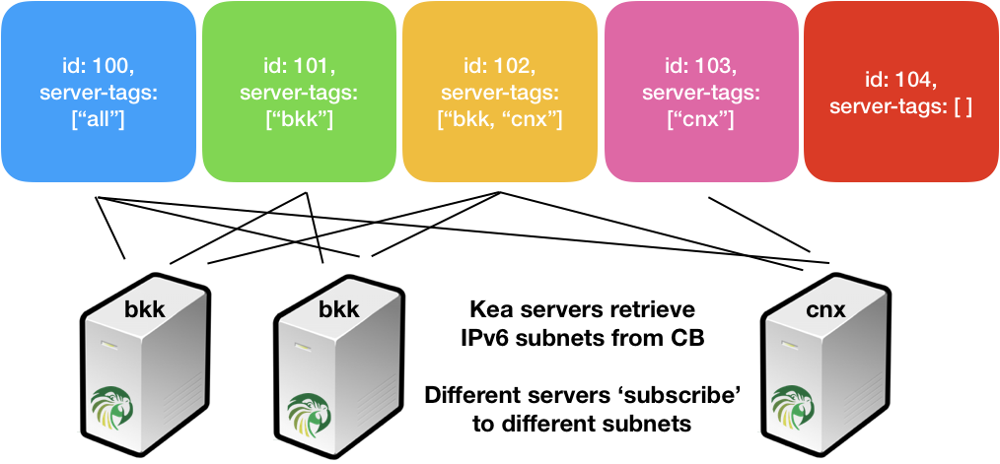 id: 100,
server-tags:
[“all”]
id: 101,
server-tags:
[“bkk”]
id: 102,
server-tags:
[“bkk, “cnx”]
id: 103,
server-tags:
[“cnx”]
id: 104,
server-tags: [ ]
bkk
bkk
cnx
Kea servers retrieve
IPv6 subnets from CB
Different servers ‘subscribe’
to different subnets